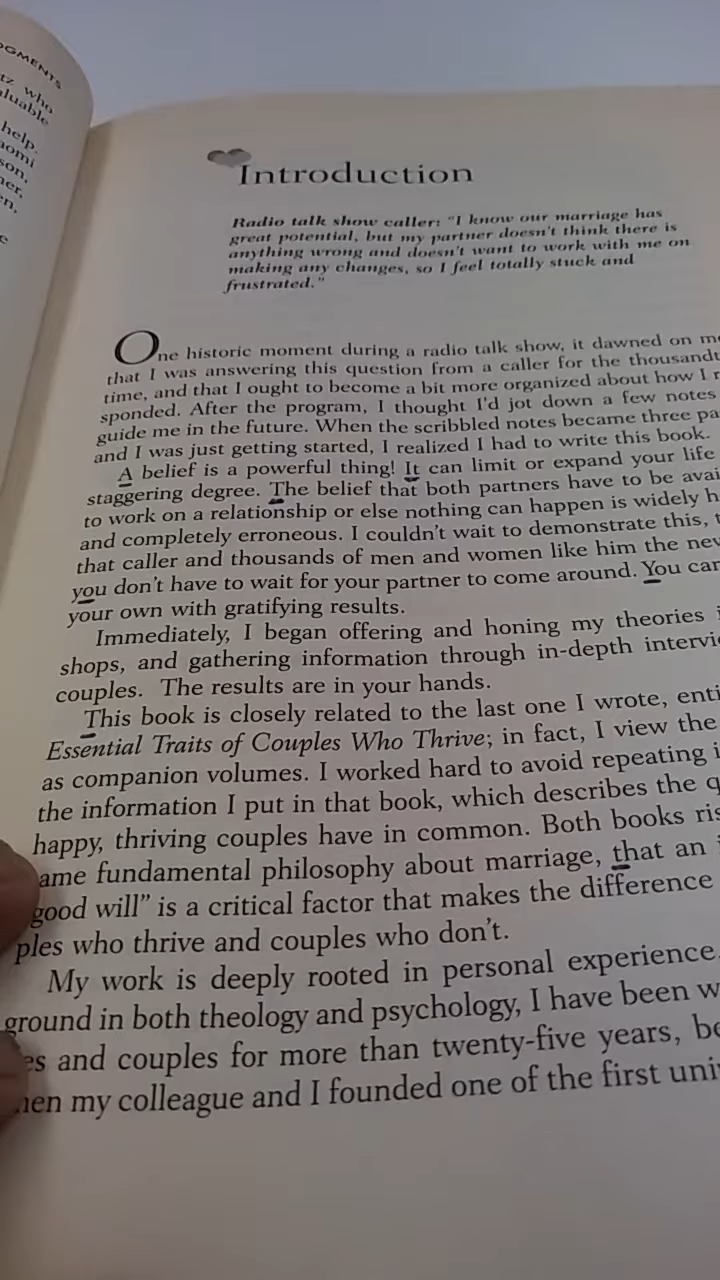 OGMENTS
who
aluable
help.
Introduction
Radio talk show caller: "I know our marriage has
great potential, but my partner doesn't think there is
anything wrong and doesn't want to work with me on
making any changes, so I feel totally stuck and
frustrated."
One historic moment during a radio talk show, it dawned on
that I was answering this question from a caller for the
time, and that I ought to become a bit more organized about how I
sponded. After the program, I thought I'd jot down a few notes
guide me in the future. When the scribbled notes became three
and I was just getting started, I realized I had to write this book.
A belief is a powerful thing! It can limit or expand your life
staggering degree. The belief that both partners have to be
to work on a relationship or else nothing can happen is widely
and completely erroneous. I couldn't wait to demonstrate this,
that caller and thousands of men and women like him the
you don't have to wait for your partner to come around. You
your own with gratifying results.
Immediately, I began offering and honing my theories
shops, and gathering information through in-depth
couples. The results are in your hands.
This book is closely related to the last one I wrote,
Essential Traits of Couples Who Thrive; in fact, I view the
as companion volumes. I worked hard to avoid repeating
the information I put in that book, which describes the
happy, thriving couples have in common. Both books
ame fundamental philosophy about marriage, that an
good will" is a critical factor that makes the difference
ples who thrive and couples who don't.
My work is deeply rooted in personal experience.
ground in both theology and psychology, I have been
es and couples for more than twenty-five years,
hen my colleague and I founded one of the first